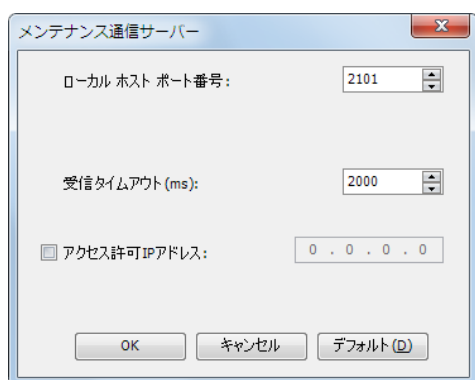 メンテナンス通信サーバー
ローカル ホスト ポート番号: 2101
受信タイムアウト(ms): 2000
アクセス許可IPアドレス: 0 . 0 . 0 . 0
OK キャンセル デフォルト(D)